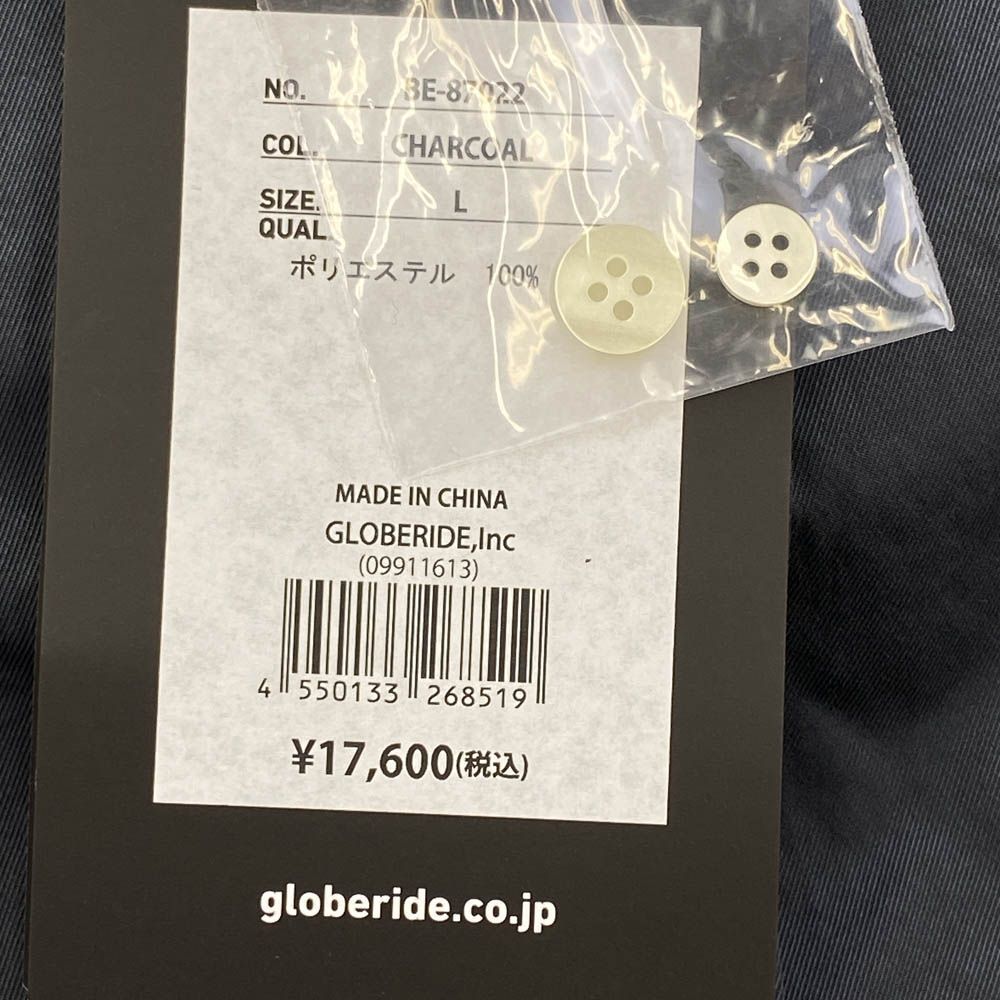 NO. BE-87022
COL. CHARCOAL
SIZE. L
QUAL.
ポリエステル 100%
MADE IN CHINA
GLOBERIDE,Inc
(09911613)
4 550133 268519
¥17,600(税込)
globeride.co.jp